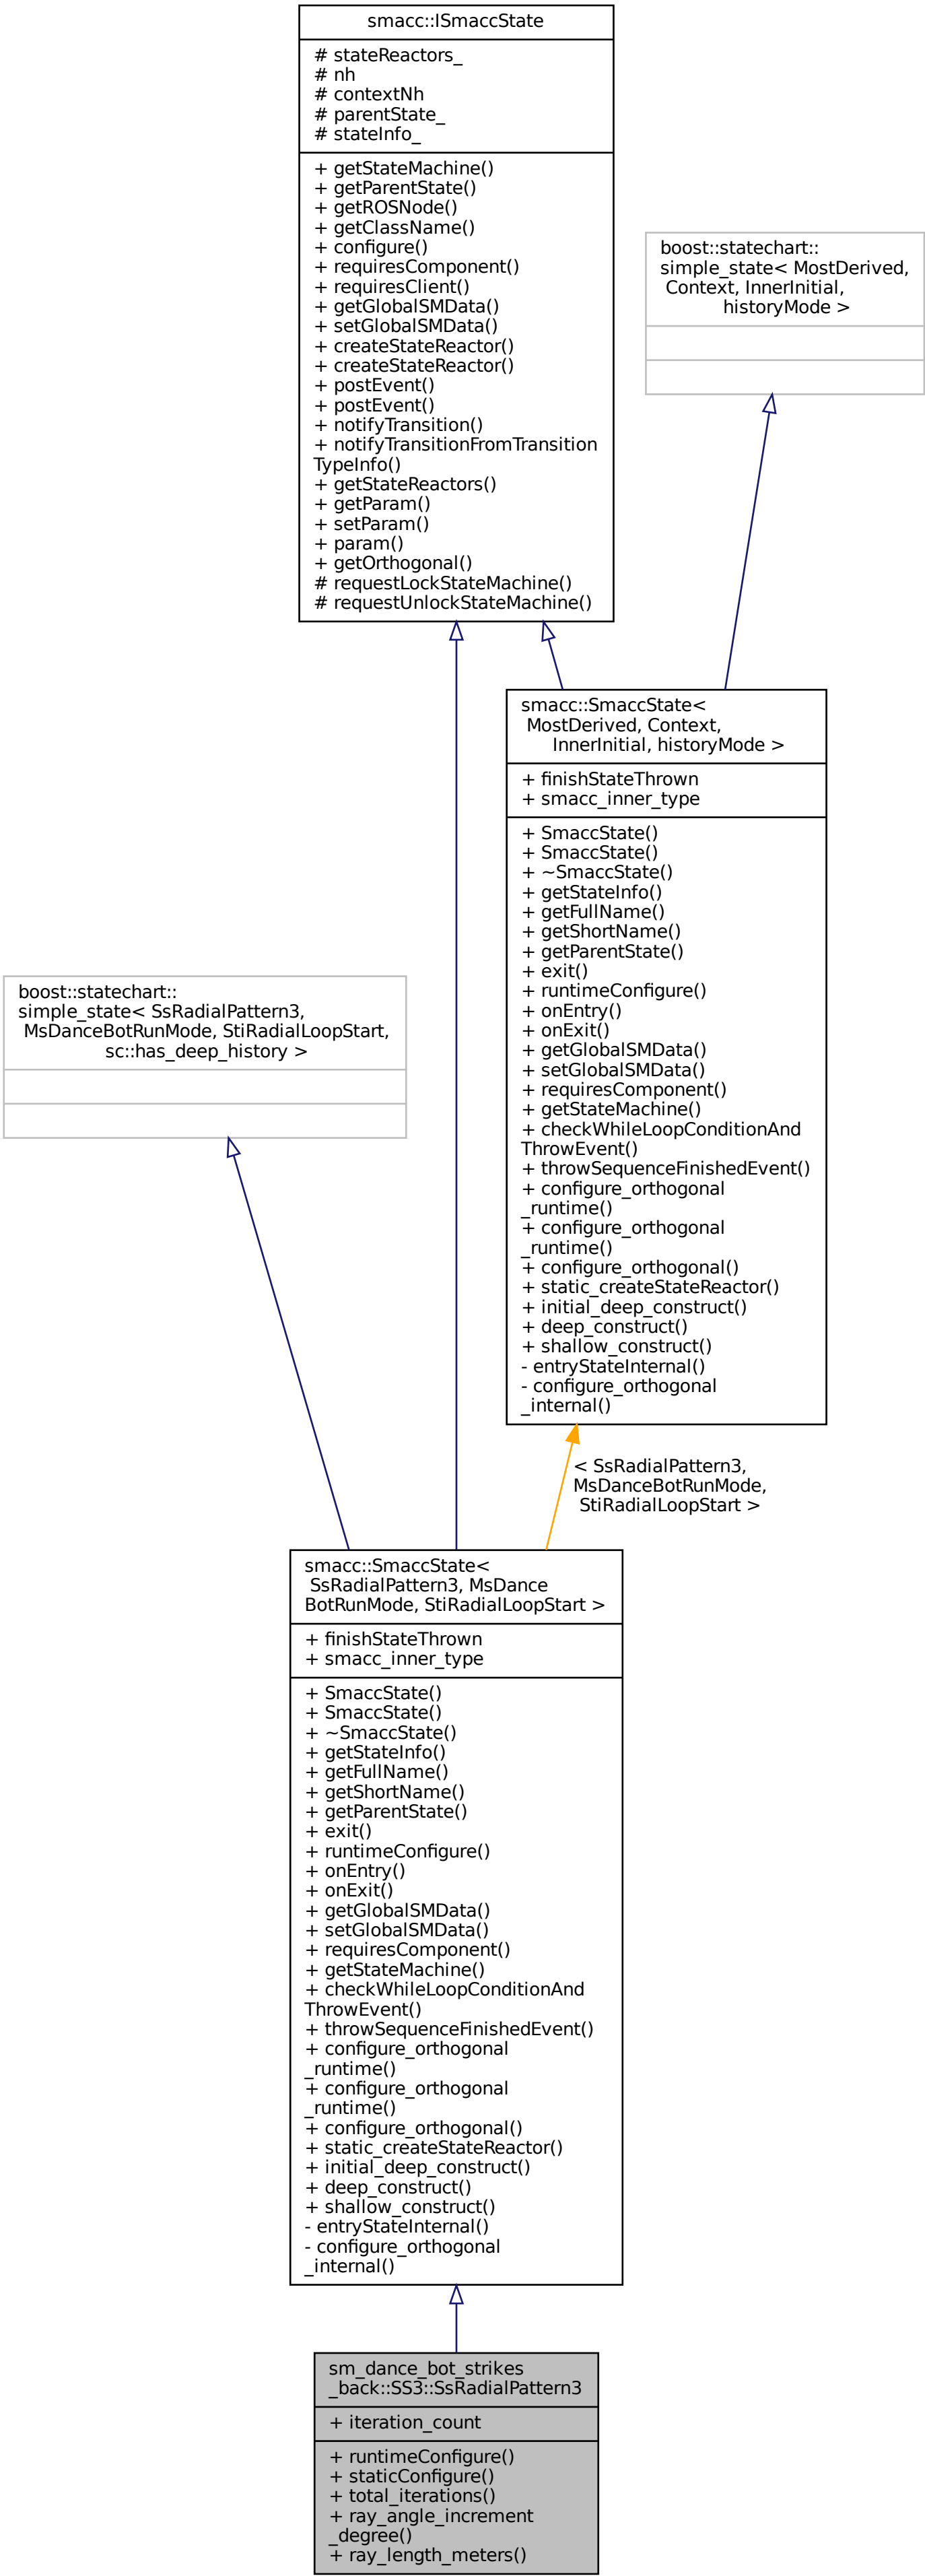 smacc::ISmaccState
# stateReactors_
# nh
# contextNh
# parentState_
# stateInfo_
+ getStateMachine()
+ getParentState()
+ getROSNode()
+ getClassName()
+ configure()
+ requiresComponent()
+ requiresClient()
+ getGlobalSMData()
+ setGlobalSMData()
+ createStateReactor()
+ createStateReactor()
+ postEvent()
+ postEvent()
+ notifyTransition()
+ notifyTransitionFromTransition
TypeInfo()
+ getStateReactors()
+ getParam()
+ setParam()
+ param()
+ getOrthogonal()
# requestLockStateMachine()
# requestUnlockStateMachine()
boost::statechart::
simple_state< MostDerived,
Context, InnerInitial,
historyMode >
smacc::SmaccState<
MostDerived, Context,
InnerInitial, historyMode >
+ finishStateThrown
+ smacc_inner_type
+ SmaccState()
+ SmaccState()
+ ~SmaccState()
+ getStateInfo()
+ getFullName()
+ getShortName()
+ getParentState()
+ exit()
+ runtimeConfigure()
+ onEntry()
+ onExit()
+ getGlobalSMData()
+ setGlobalSMData()
+ requiresComponent()
+ getStateMachine()
+ checkWhileLoopConditionAnd
ThrowEvent()
+ throwSequenceFinishedEvent()
+ configure_orthogonal
_runtime()
+ configure_orthogonal
_runtime()
+ configure_orthogonal()
+ static_createStateReactor()
+ initial_deep_construct()
+ deep_construct()
+ shallow_construct()
- entryStateInternal()
- configure_orthogonal
_internal()
boost::statechart::
simple_state< SsRadialPattern3,
MsDanceBotRunMode, StiRadialLoopStart,
sc::has_deep_history >
< SsRadialPattern3,
MsDanceBotRunMode,
StiRadialLoopStart >
smacc::SmaccState<
SsRadialPattern3, MsDance
BotRunMode, StiRadialLoopStart >
+ finishStateThrown
+ smacc_inner_type
+ SmaccState()
+ SmaccState()
+ ~SmaccState()
+ getStateInfo()
+ getFullName()
+ getShortName()
+ getParentState()
+ exit()
+ runtimeConfigure()
+ onEntry()
+ onExit()
+ getGlobalSMData()
+ setGlobalSMData()
+ requiresComponent()
+ getStateMachine()
+ checkWhileLoopConditionAnd
ThrowEvent()
+ throwSequenceFinishedEvent()
+ configure_orthogonal
_runtime()
+ configure_orthogonal
_runtime()
+ configure_orthogonal()
+ static_createStateReactor()
+ initial_deep_construct()
+ deep_construct()
+ shallow_construct()
- entryStateInternal()
- configure_orthogonal
_internal()
sm_dance_bot_strikes
_back::SS3::SsRadialPattern3
+ iteration_count
+ runtimeConfigure()
+ staticConfigure()
+ total_iterations()
+ ray_angle_increment
_degree()
+ ray_length_meters()